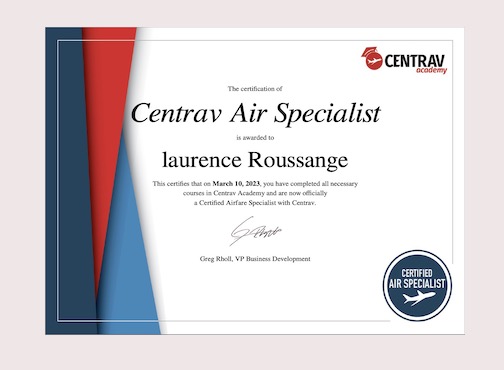 CENTRAV
academy
The certification of
Centrav Air Specialist
is awarded to
laurence Roussange
This certifies that on March 10, 2023, you have completed all necessary
courses in Centrav Academy and are now officially
a Certified Airfare Specialist with Centrav.
Greg Rholl, VP Business Development
CERTIFIED
AIR SPECIALIST